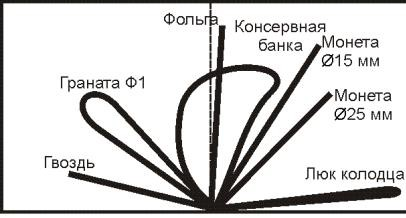 Фольга
Консервная
банка
Монета
Ø15 мм
Граната Ф1
Монета
Ø25 мм
Гвоздь
Люк колодца